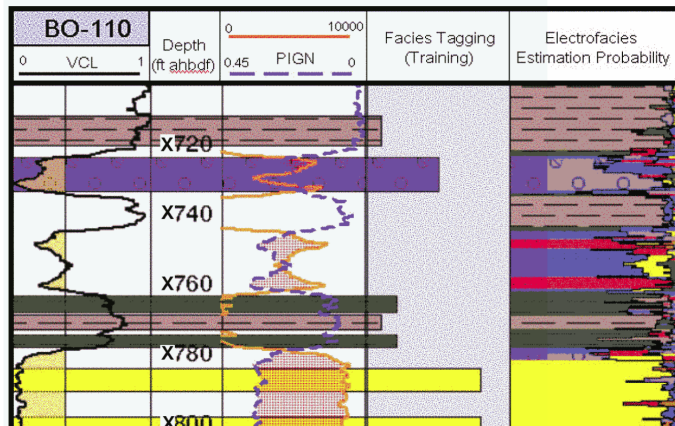 BO-110
0 VCL 1
Depth
(ft ahbdf)
0 10000
0.45 PIGN 0
Facies Tagging
(Training)
Electrofacies
Estimation Probability
X720
X740
X760
X780
X800